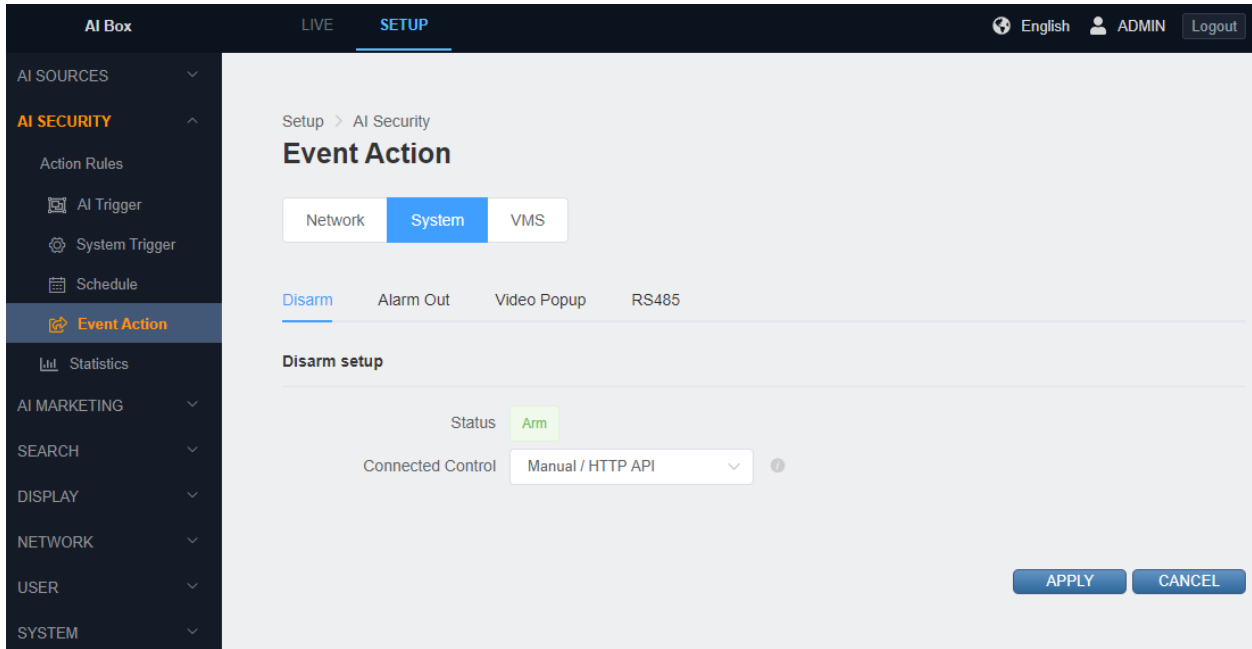 AI Box
LIVE
SETUP
English
ADMIN
Logout
AI SOURCES
AI SECURITY
Action Rules
AI Trigger
System Trigger
Schedule
Event Action
Statistics
AI MARKETING
SEARCH
DISPLAY
NETWORK
USER
SYSTEM
Setup > AI Security
Event Action
Network
System
VMS
Disarm
Alarm Out
Video Popup
RS485
Disarm setup
Status
Arm
Connected Control
Manual / HTTP API
APPLY
CANCEL